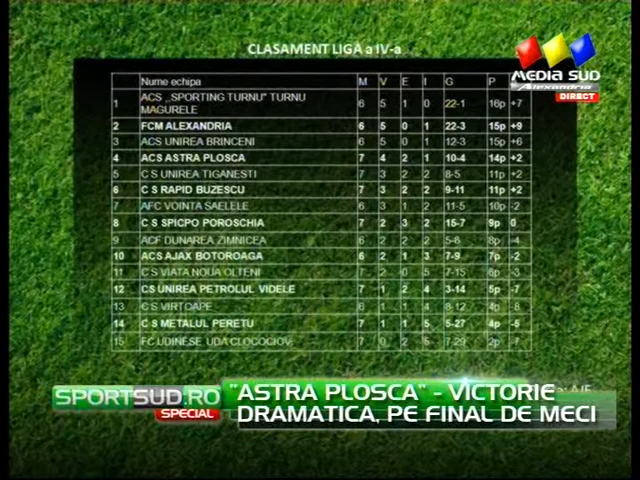 CLASAMENT LIGA a IV-a
MEDIA SUD
Alexandria
DIRECT
Nume echipa M V E I G P
1 ACS ,,SPORTING TURNU" TURNU MAGURELE 6 5 1 0 22-1 16p +7
2 FCM ALEXANDRIA 6 5 0 1 22-3 15p +9
3 ACS UNIREA BRINCENI 6 5 0 1 12-3 15p +6
4 ACS ASTRA PLOSCA 7 4 2 1 10-4 14p +2
5 C S UNIREA TIGANESTI 7 3 2 2 8-5 11p +2
6 C S RAPID BUZESCU 7 3 2 2 9-11 11p +2
7 AFC VOINTA SAELELE 6 3 1 2 11-5 10p -2
8 C S SPICPO POROSCHIA 7 2 3 2 15-7 9p 0
9 ACF DUNAREA ZIMNICEA 6 2 2 2 5-6 8p -4
10 ACS AJAX BOTOROAGA 6 2 1 3 7-9 7p -2
11 C S VIATA NOUA OLTENI 7 2 0 5 7-15 6p -3
12 CS UNIREA PETROLUL VIDELE 7 1 2 4 3-14 5p -7
13 C S VIRTOAPE 6 1 1 4 8-12 4p -8
14 C S METALUL PERETU 7 1 1 5 5-27 4p -5
15 FC UDINESE UDA CLOCOCIOV 7 0 2 5 7-29 2p -7
SPORTSUD.RO
SPECIAL
"ASTRA PLOSCA" - VICTORIE
DRAMATICA, PE FINAL DE MECI